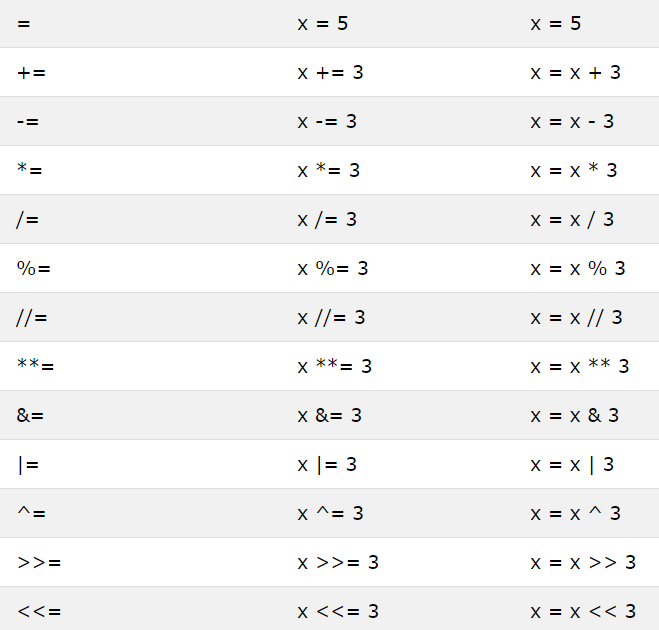 = x = 5 x = 5
+= x += 3 x = x + 3
-= x -= 3 x = x - 3
*= x *= 3 x = x * 3
/= x /= 3 x = x / 3
%= x %= 3 x = x % 3
//= x //= 3 x = x // 3
**= x **= 3 x = x ** 3
&= x &= 3 x = x & 3
|= x |= 3 x = x | 3
^= x ^= 3 x = x ^ 3
>>= x >>= 3 x = x >> 3
<<= x <<= 3 x = x << 3